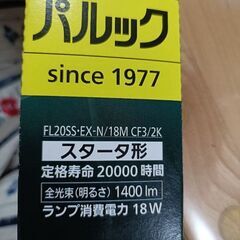 パルック
since 1977
FL20SS・EX-N/18M CF3/2K
スタータ形
定格寿命 20000 時間
全光束(明るさ) 1400 lm
ランプ消費電力 18 W